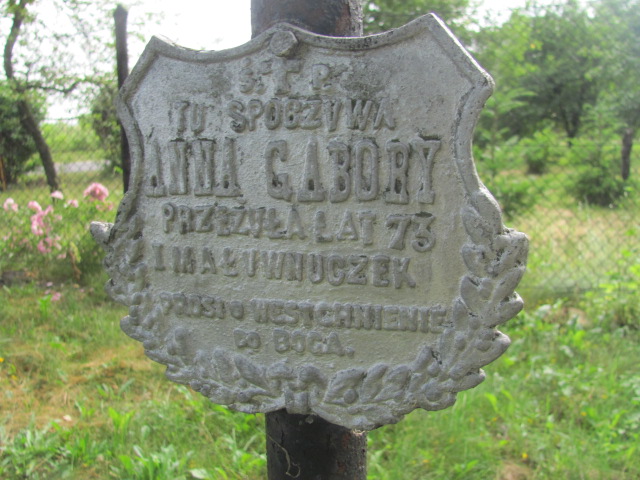 Ś.†P.
TU SPOCZYWA
ANNA GABORY
PRZEŻYŁA LAT 73
I MAŁY WNUCZEK
PROSI O WESTCHNIENIE
DO BOGA.